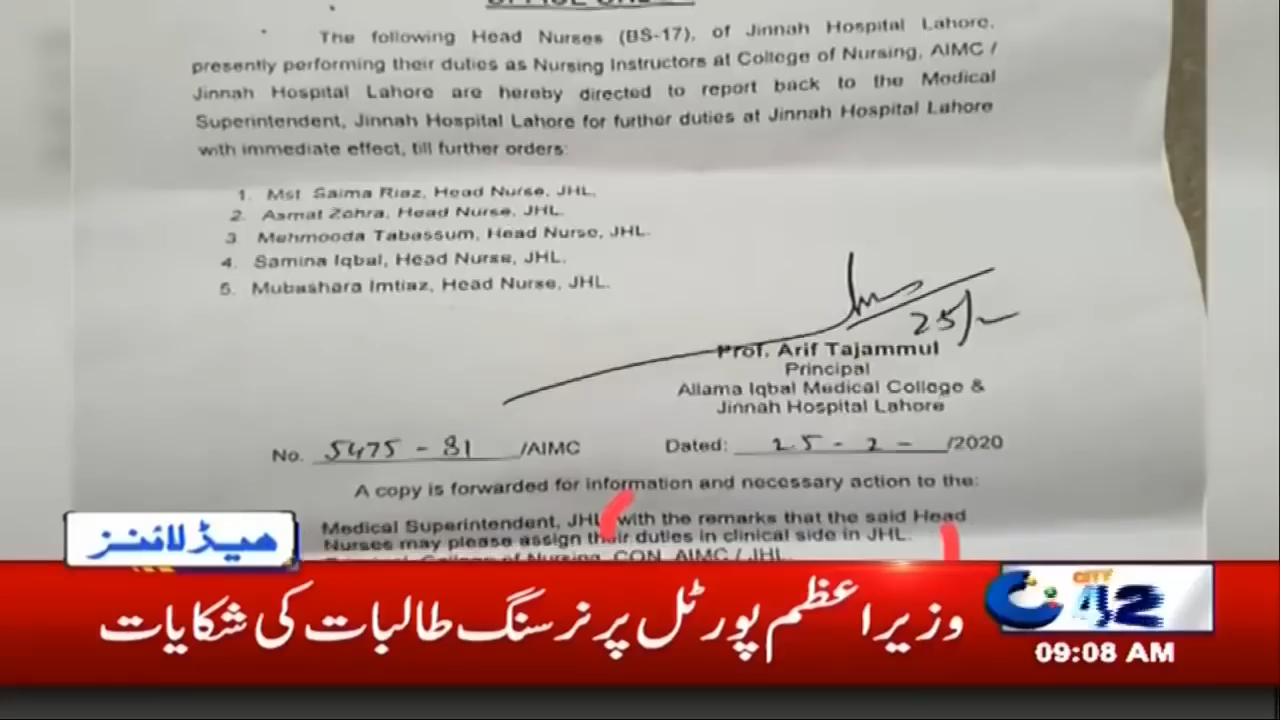 The following Head Nurses (BS-17), of Jinnah Hospital Lahore,
presently performing their duties as Nursing Instructors at College of Nursing, AIMC /
Jinnah Hospital Lahore are hereby directed to report back to the Medical
Superintendent, Jinnah Hospital Lahore for further duties at Jinnah Hospital Lahore
with immediate effect, till further orders:
1. Mst Saima Riaz, Head Nurse, JHL.
2. Asmat Zohra, Head Nurse, JHL.
3 Mehmooda Tabassum, Head Nurse, JHL.
4. Samina Iqbal, Head Nurse, JHL.
5. Mubashara Imtiaz, Head Nurse, JHL.
25/2
Prof. Arif Tajammul
Principal
Allama Iqbal Medical College &
Jinnah Hospital Lahore
No. 5475 - 81 /AIMC Dated: 25 - 2 - /2020
A copy is forwarded for information and necessary action to the:
Medical Superintendent, JHL with the remarks that the said Head
Nurses may please assign their duties in clinical side in JHL.
College of Nursing, CON, AIMC / JHL.
ہیڈلائنز
وزیراعظم پورٹل پر نرسنگ طالبات کی شکایات
CITY
42
09:08 AM